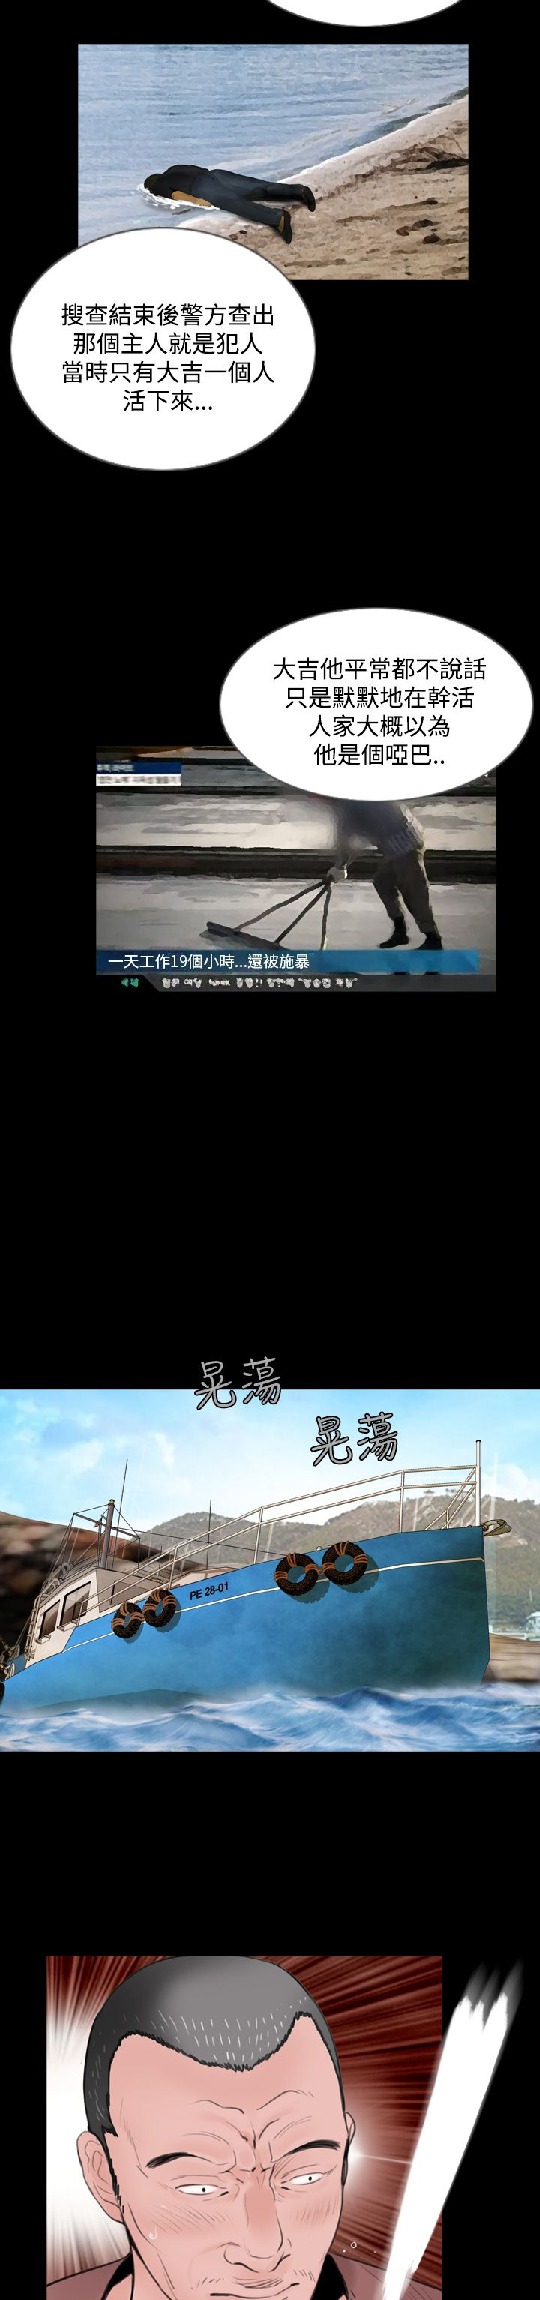 搜查結束後警方查出
那個主人就是犯人
當時只有大吉一個人
活下來...
大吉他平常都不說話
只是默默地在幹活
人家大概以為
他是個啞巴..
一天工作19個小時...還被施暴
晃蕩
晃蕩
PE 28-01